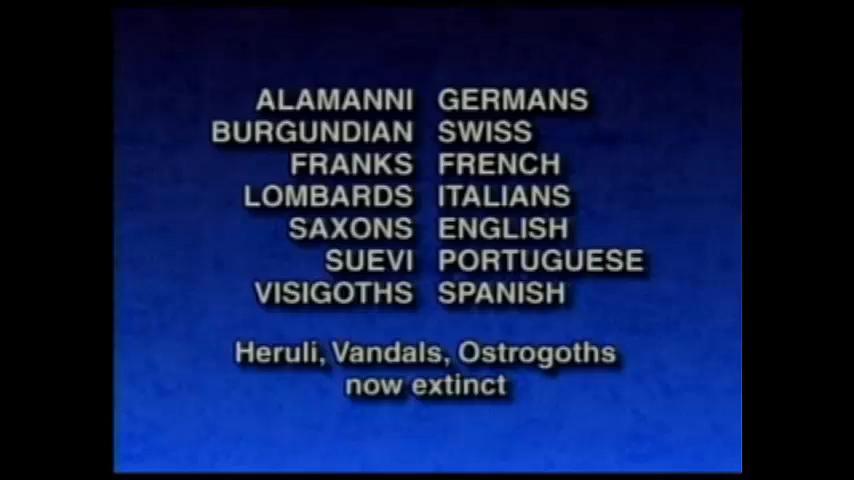 ALAMANNI GERMANS
BURGUNDIAN SWISS
FRANKS FRENCH
LOMBARDS ITALIANS
SAXONS ENGLISH
SUEVI PORTUGUESE
VISIGOTHS SPANISH
Heruli, Vandals, Ostrogoths
now extinct